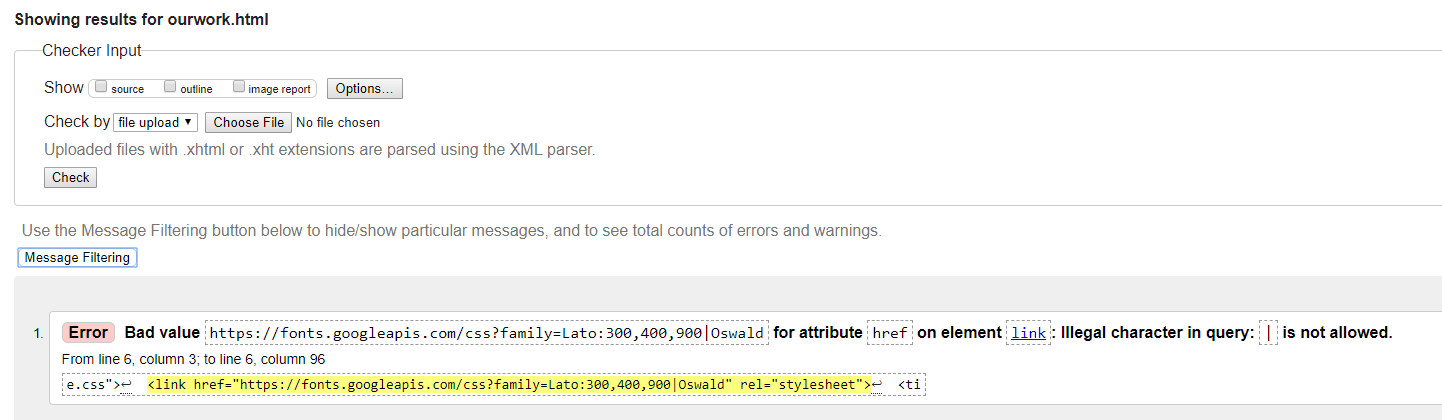 Showing results for ourwork.html
Checker Input
Show source outline image report Options...
Check by file upload ▼ Choose File No file chosen
Uploaded files with .xhtml or .xht extensions are parsed using the XML parser.
Check
Use the Message Filtering button below to hide/show particular messages, and to see total counts of errors and warnings.
Message Filtering
1. Error Bad value https://fonts.googleapis.com/css?family=Lato:300,400,900|Oswald for attribute href on element link: Illegal character in query: | is not allowed.
From line 6, column 3; to line 6, column 96
e.css">↩ <link href="https://fonts.googleapis.com/css?family=Lato:300,400,900|Oswald" rel="stylesheet">↩ <ti